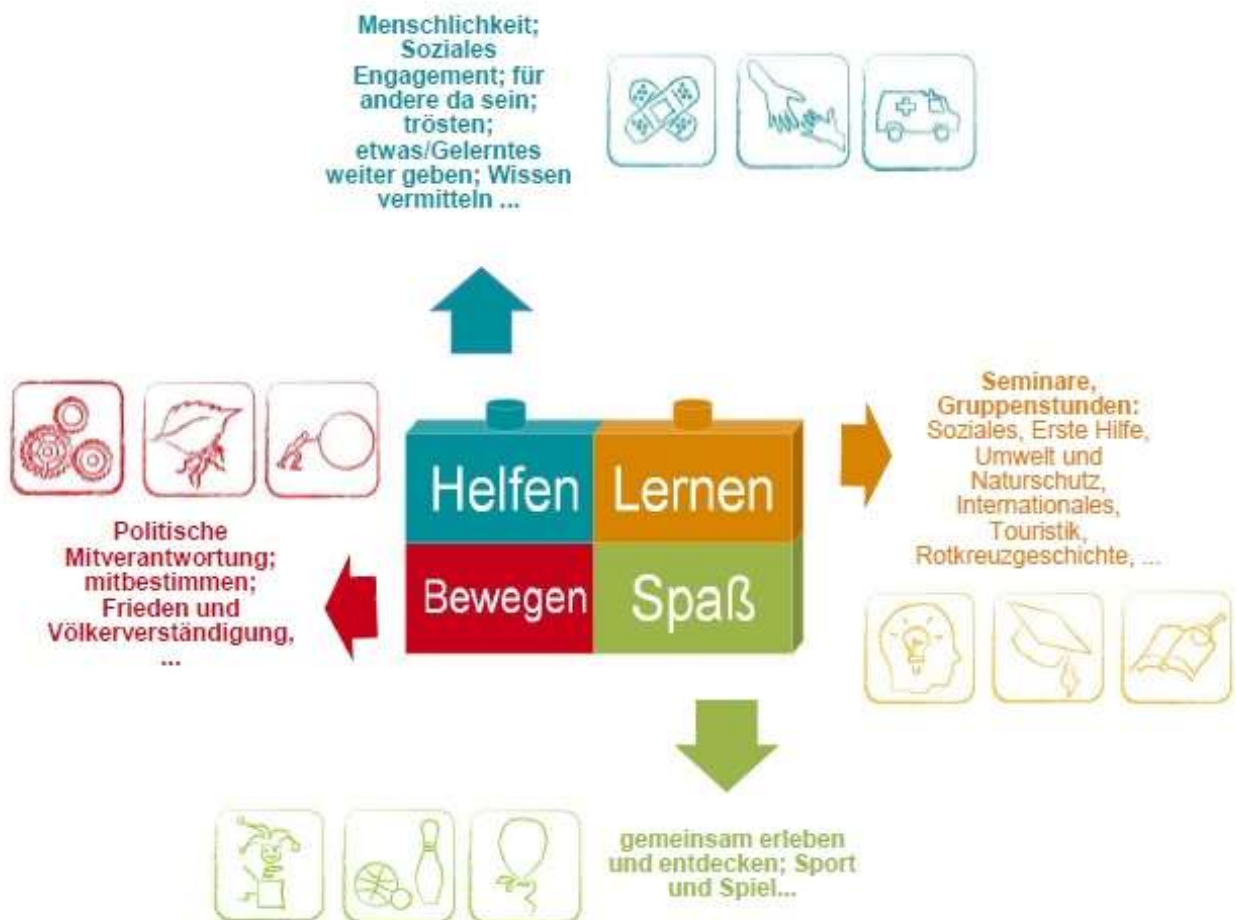 Menschlichkeit;
Soziales
Engagement; für
andere da sein;
trösten;
etwas/Gelerntes
weiter geben; Wissen
vermitteln ...
Seminare,
Gruppenstunden:
Soziales, Erste Hilfe,
Umwelt und
Naturschutz,
Internationales,
Touristik,
Rotkreuzgeschichte, ...
Helfen
Lernen
Bewegen
Spaß
Politische
Mitverantwortung;
mitbestimmen;
Frieden und
Völkerverständigung,
...
gemeinsam erleben
und entdecken; Sport
und Spiel...